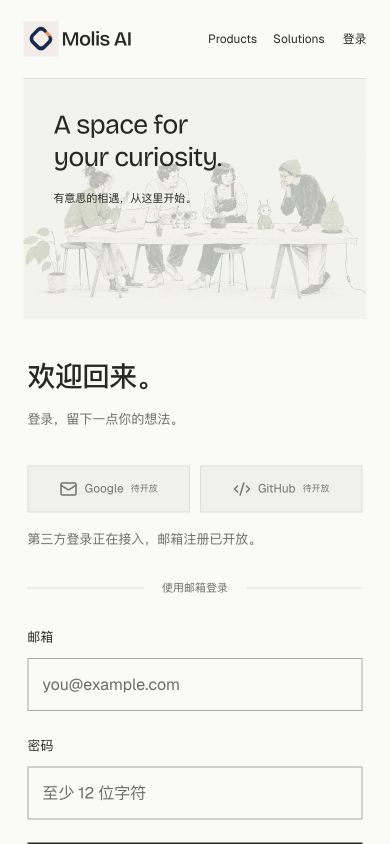 Molis AI
Products
Solutions
登录
A space for
your curiosity.
有意思的相遇，从这里开始。
欢迎回来。
登录，留下一点你的想法。
Google 待开放
GitHub 待开放
第三方登录正在接入，邮箱注册已开放。
使用邮箱登录
邮箱
you@example.com
密码
至少 12 位字符